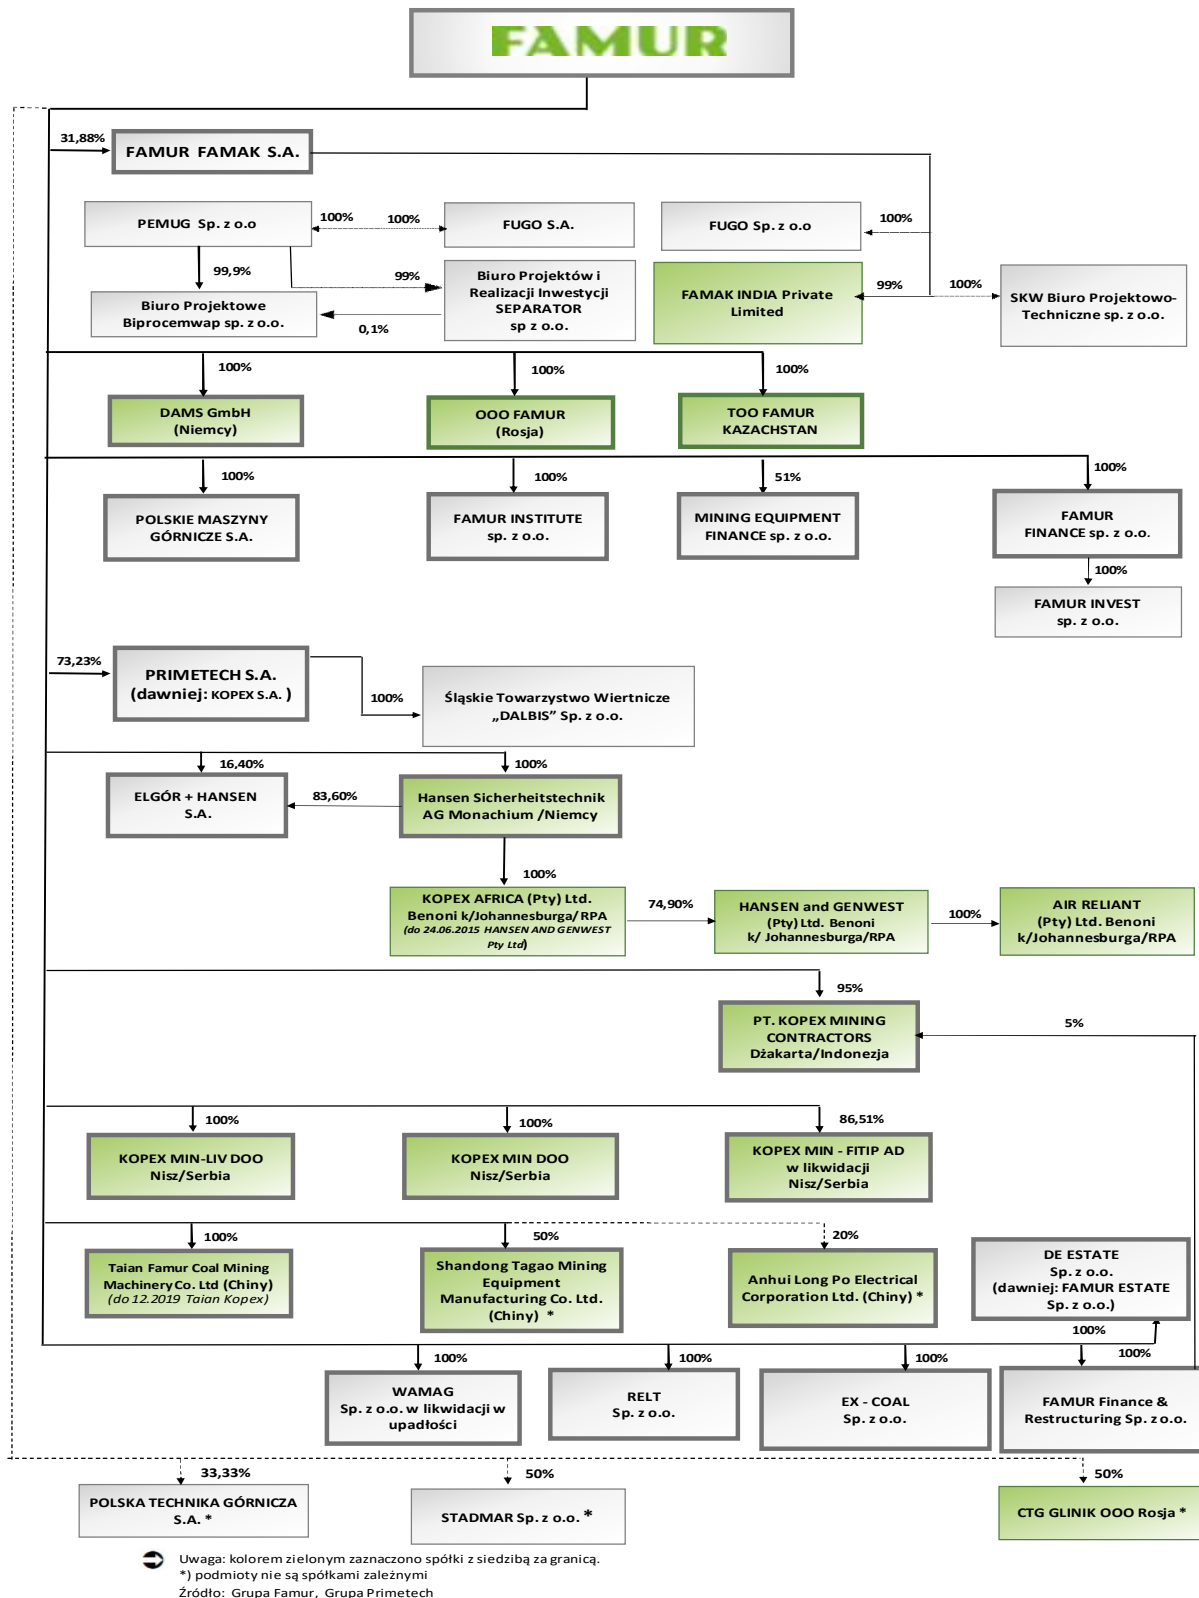 FAMUR
31,88%
FAMUR FAMAK S.A.
PEMUG Sp. z o.o
100%
100%
FUGO S.A.
FUGO Sp. z o.o
100%
99,9%
99%
Biuro Projektowe
Biprocemwap sp. z o.o.
0,1%
Biuro Projektów i
Realizacji Inwestycji
SEPARATOR
sp z o.o.
FAMAK INDIA Private
Limited
99%
100%
SKW Biuro Projektowo-
Techniczne sp. z o.o.
100%
100%
100%
DAMS GmbH
(Niemcy)
OOO FAMUR
(Rosja)
TOO FAMUR
KAZACHSTAN
100%
100%
51%
100%
POLSKIE MASZYNY
GÓRNICZE S.A.
FAMUR INSTITUTE
sp. z o.o.
MINING EQUIPMENT
FINANCE sp. z o.o.
FAMUR
FINANCE sp. z o.o.
100%
FAMUR INVEST
sp. z o.o.
73,23%
PRIMETECH S.A.
(dawniej: KOPEX S.A. )
100%
Śląskie Towarzystwo Wiertnicze
„DALBIS” Sp. z o.o.
16,40%
100%
ELGÓR + HANSEN
S.A.
83,60%
Hansen Sicherheitstechnik
AG Monachium /Niemcy
100%
KOPEX AFRICA (Pty) Ltd.
Benoni k/Johannesburga/RPA
(do 24.06.2015 HANSEN AND GENWEST
Pty Ltd)
74,90%
HANSEN and GENWEST
(Pty) Ltd. Benoni
k/ Johannesburga/RPA
100%
AIR RELIANT
(Pty) Ltd. Benoni
k/Johannesburga/RPA
95%
PT. KOPEX MINING
CONTRACTORS
Dżakarta/Indonezja
5%
100%
100%
86,51%
KOPEX MIN-LIV DOO
Nisz/Serbia
KOPEX MIN DOO
Nisz/Serbia
KOPEX MIN - FITIP AD
w likwidacji
Nisz/Serbia
100%
50%
20%
Taian Famur Coal Mining
Machinery Co. Ltd (Chiny)
(do 12.2019 Taian Kopex)
Shandong Tagao Mining
Equipment
Manufacturing Co. Ltd.
(Chiny) *
Anhui Long Po Electrical
Corporation Ltd. (Chiny) *
DE ESTATE
Sp. z o.o.
(dawniej: FAMUR ESTATE
Sp. z o.o.)
100%
100%
100%
100%
100%
WAMAG
Sp. z o.o. w likwidacji w
upadłości
RELT
Sp. z o.o.
EX - COAL
Sp. z o.o.
FAMUR Finance &
Restructuring Sp. z o.o.
33,33%
50%
50%
POLSKA TECHNIKA GÓRNICZA
S.A. *
STADMAR Sp. z o.o. *
CTG GLINIK OOO Rosja *
Uwaga: kolorem zielonym zaznaczono spółki z siedzibą za granicą.
*) podmioty nie są spółkami zależnymi
Źródło: Grupa Famur, Grupa Primetech